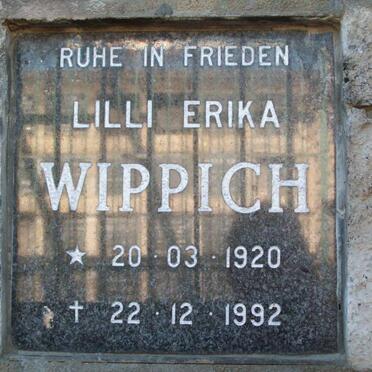 RUHE IN FRIEDEN
LILLI ERIKA
WIPPICH
★ 20 · 03 · 1920
✝ 22 · 12 · 1992